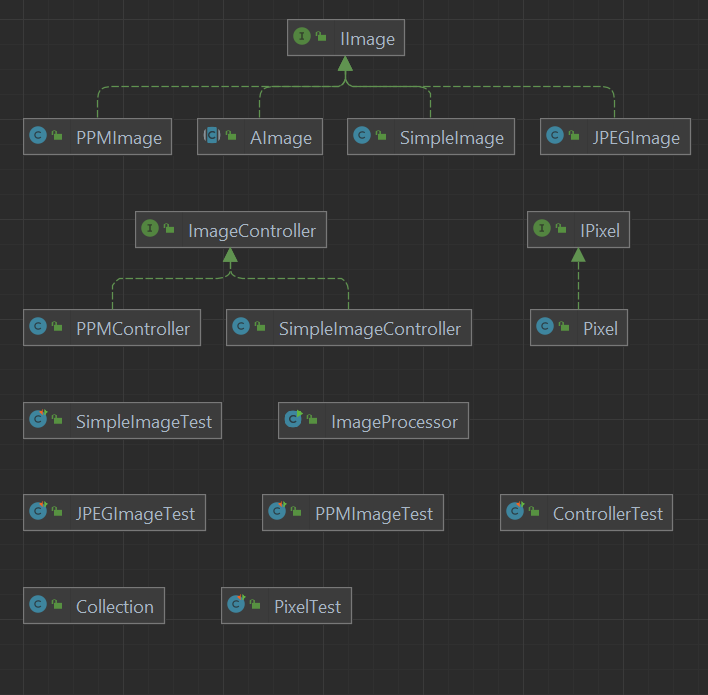 IImage
PPMImage AImage SimpleImage JPEGImage
ImageController IPixel
PPMController SimpleImageController Pixel
SimpleImageTest ImageProcessor
JPEGImageTest PPMImageTest ControllerTest
Collection PixelTest